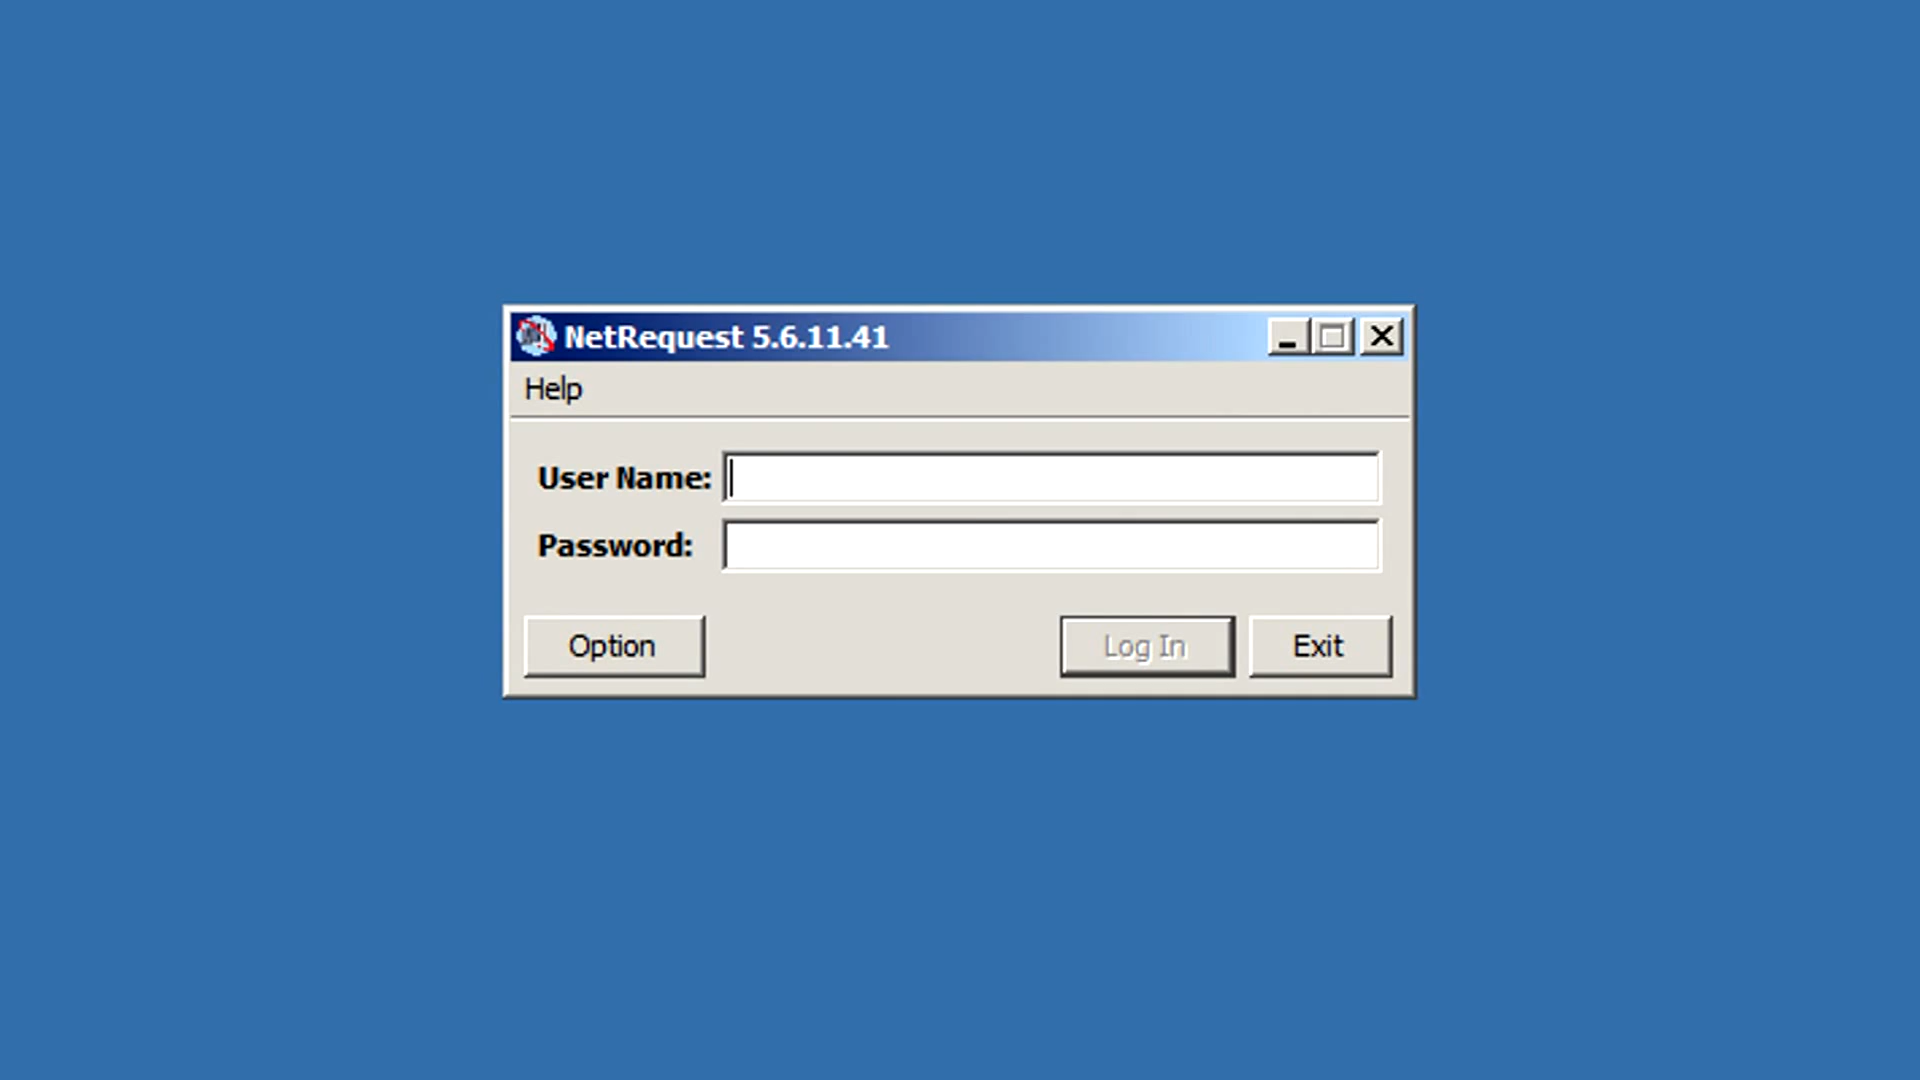 NetRequest 5.6.11.41
Help
User Name:
Password:
Option Log In Exit